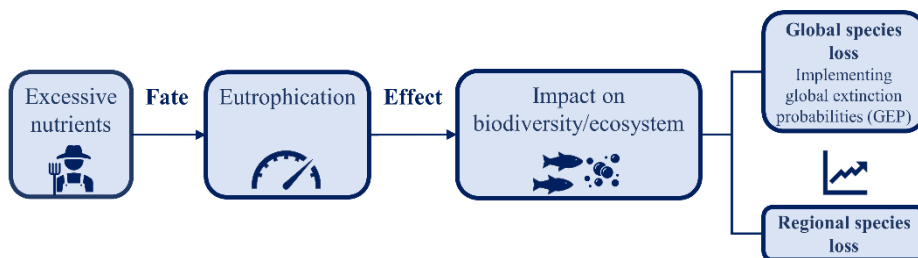 Excessive
nutrients
Fate
Eutrophication
Effect
Impact on
biodiversity/ecosystem
Global species
loss
Implementing
global extinction
probabilities (GEP)
Regional species
loss